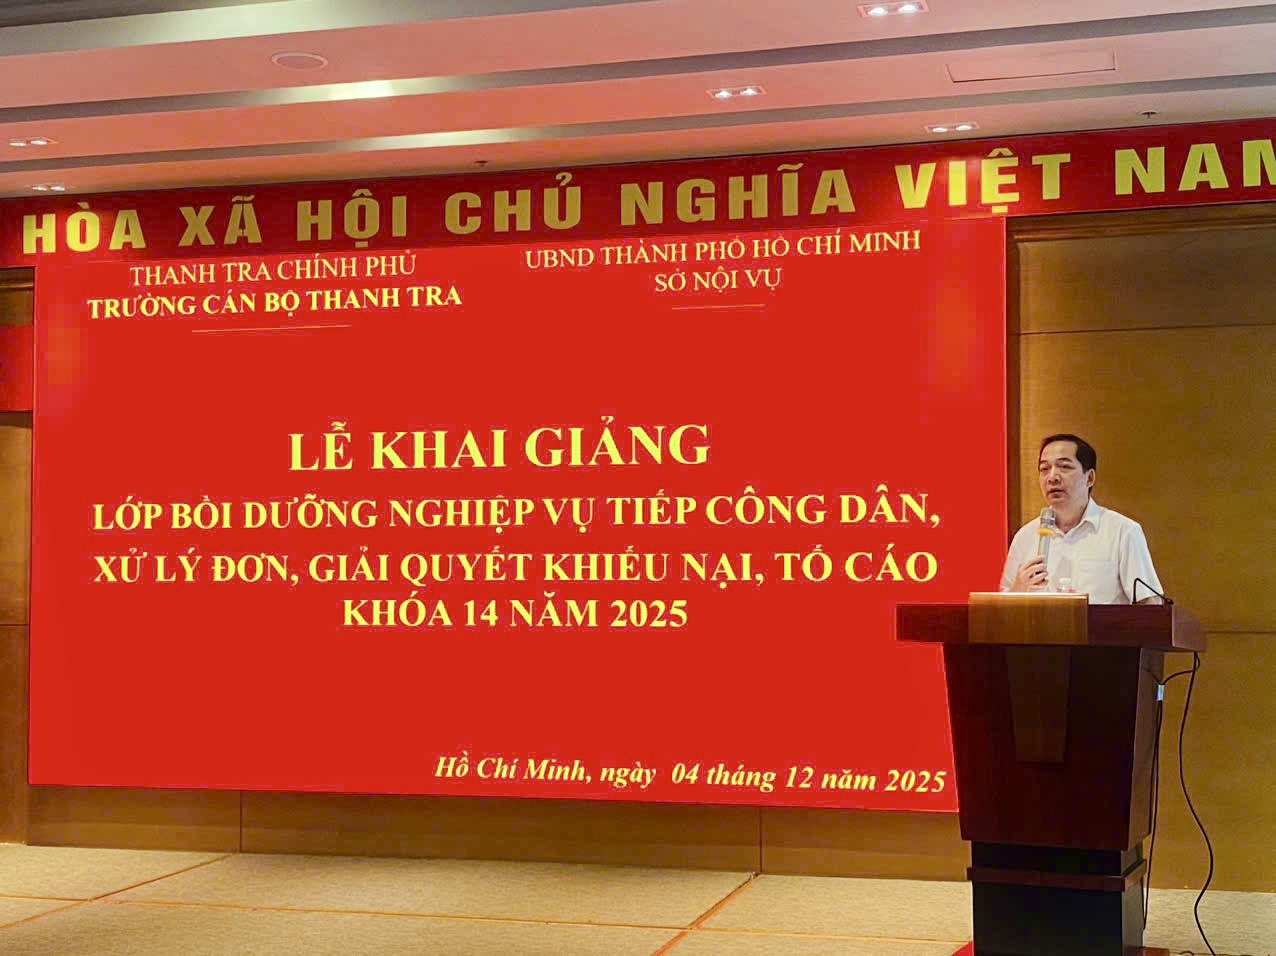 HÒA XÃ HỘI CHỦ NGHĨA VIỆT NAM
THANH TRA CHÍNH PHỦ
TRƯỜNG CÁN BỘ THANH TRA
UBND THÀNH PHỐ HỒ CHÍ MINH
SỞ NỘI VỤ
LỄ KHAI GIẢNG
LỚP BỒI DƯỠNG NGHIỆP VỤ TIẾP CÔNG DÂN,
XỬ LÝ ĐƠN, GIẢI QUYẾT KHIẾU NẠI, TỐ CÁO
KHÓA 14 NĂM 2025
Hồ Chí Minh, ngày 04 tháng 12 năm 2025